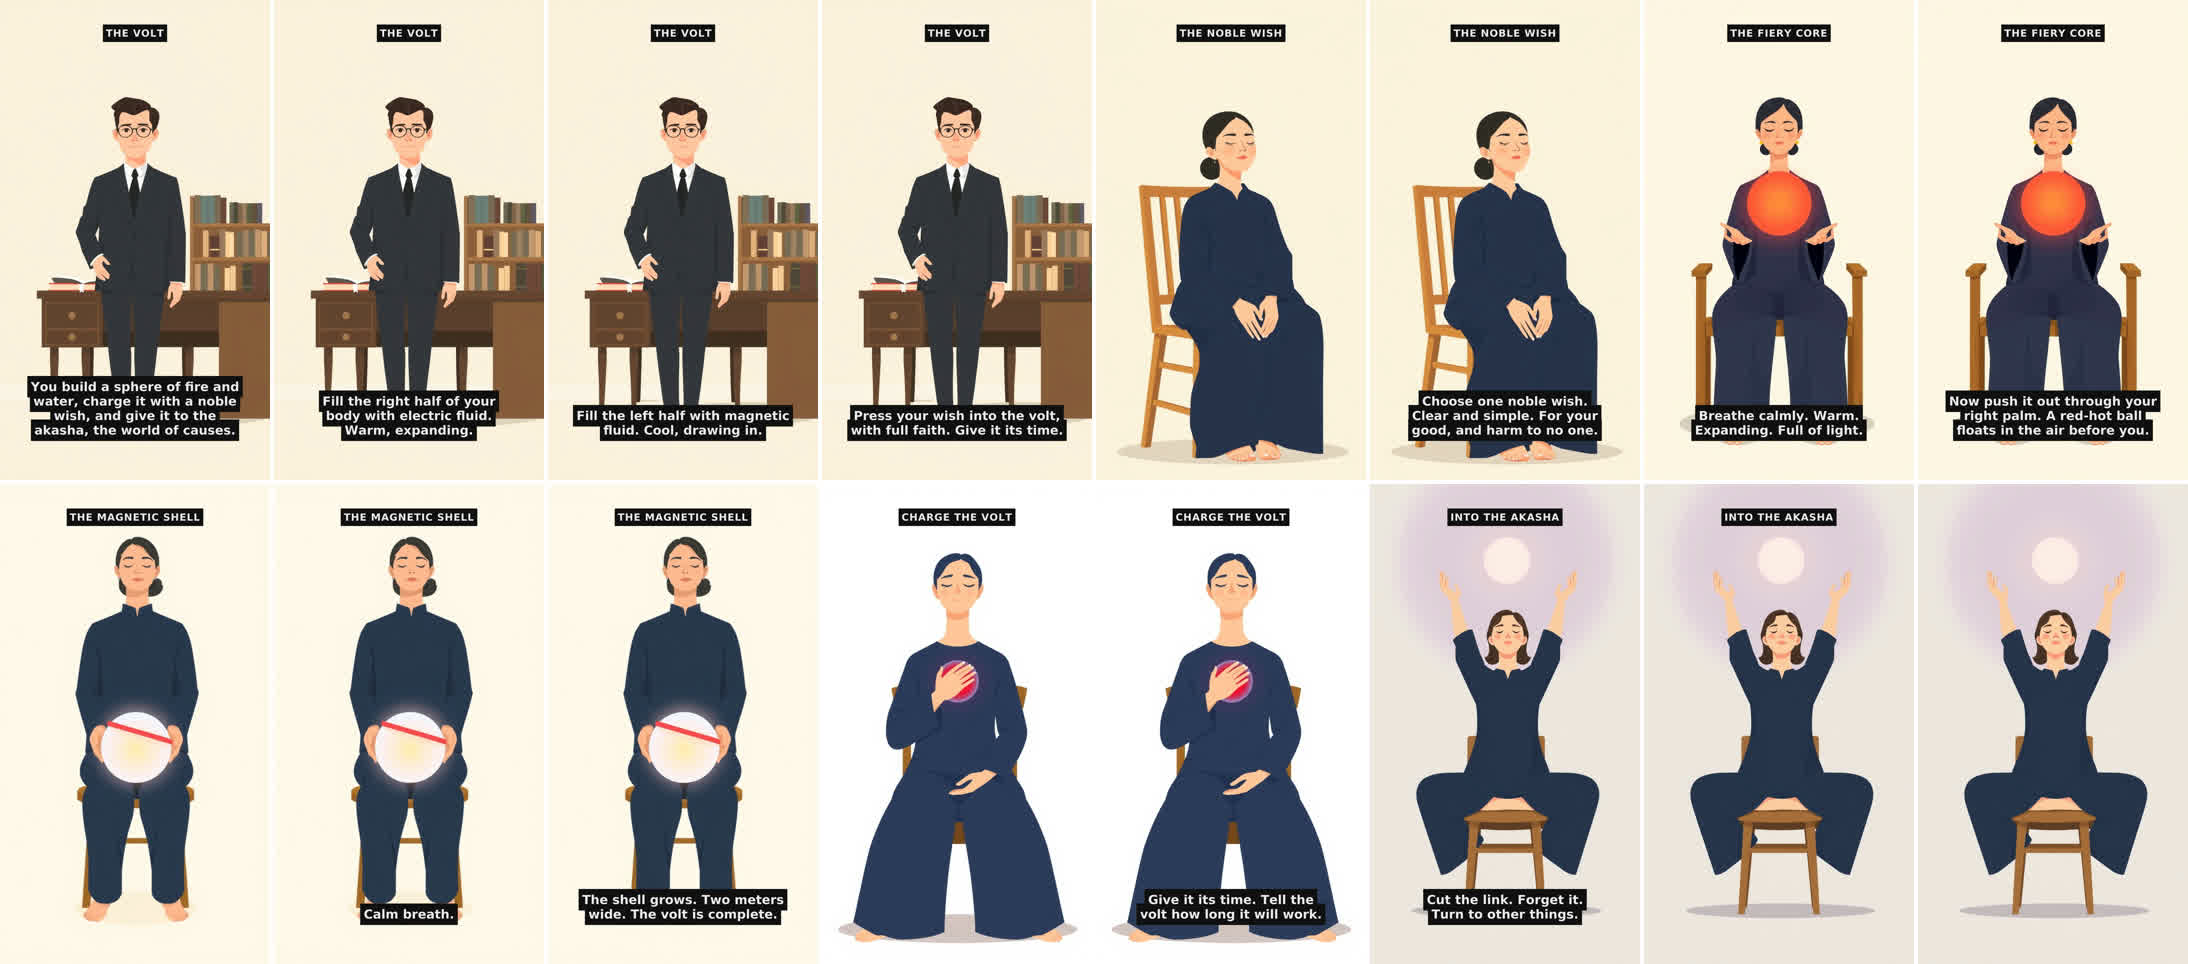 THE VOLT
You build a sphere of fire and
water, charge it with a noble
wish, and give it to the
akasha, the world of causes.
THE VOLT
Fill the right half of your
body with electric fluid.
Warm, expanding.
THE VOLT
Fill the left half with magnetic
fluid. Cool, drawing in.
THE VOLT
Press your wish into the volt,
with full faith. Give it its time.
THE NOBLE WISH
THE NOBLE WISH
Choose one noble wish.
Clear and simple. For your
good, and harm to no one.
THE FIERY CORE
Breathe calmly. Warm.
Expanding. Full of light.
THE FIERY CORE
Now push it out through your
right palm. A red-hot ball
floats in the air before you.
THE MAGNETIC SHELL
THE MAGNETIC SHELL
Calm breath.
THE MAGNETIC SHELL
The shell grows. Two meters
wide. The volt is complete.
CHARGE THE VOLT
CHARGE THE VOLT
Give it its time. Tell the
volt how long it will work.
INTO THE AKASHA
Cut the link. Forget it.
Turn to other things.
INTO THE AKASHA